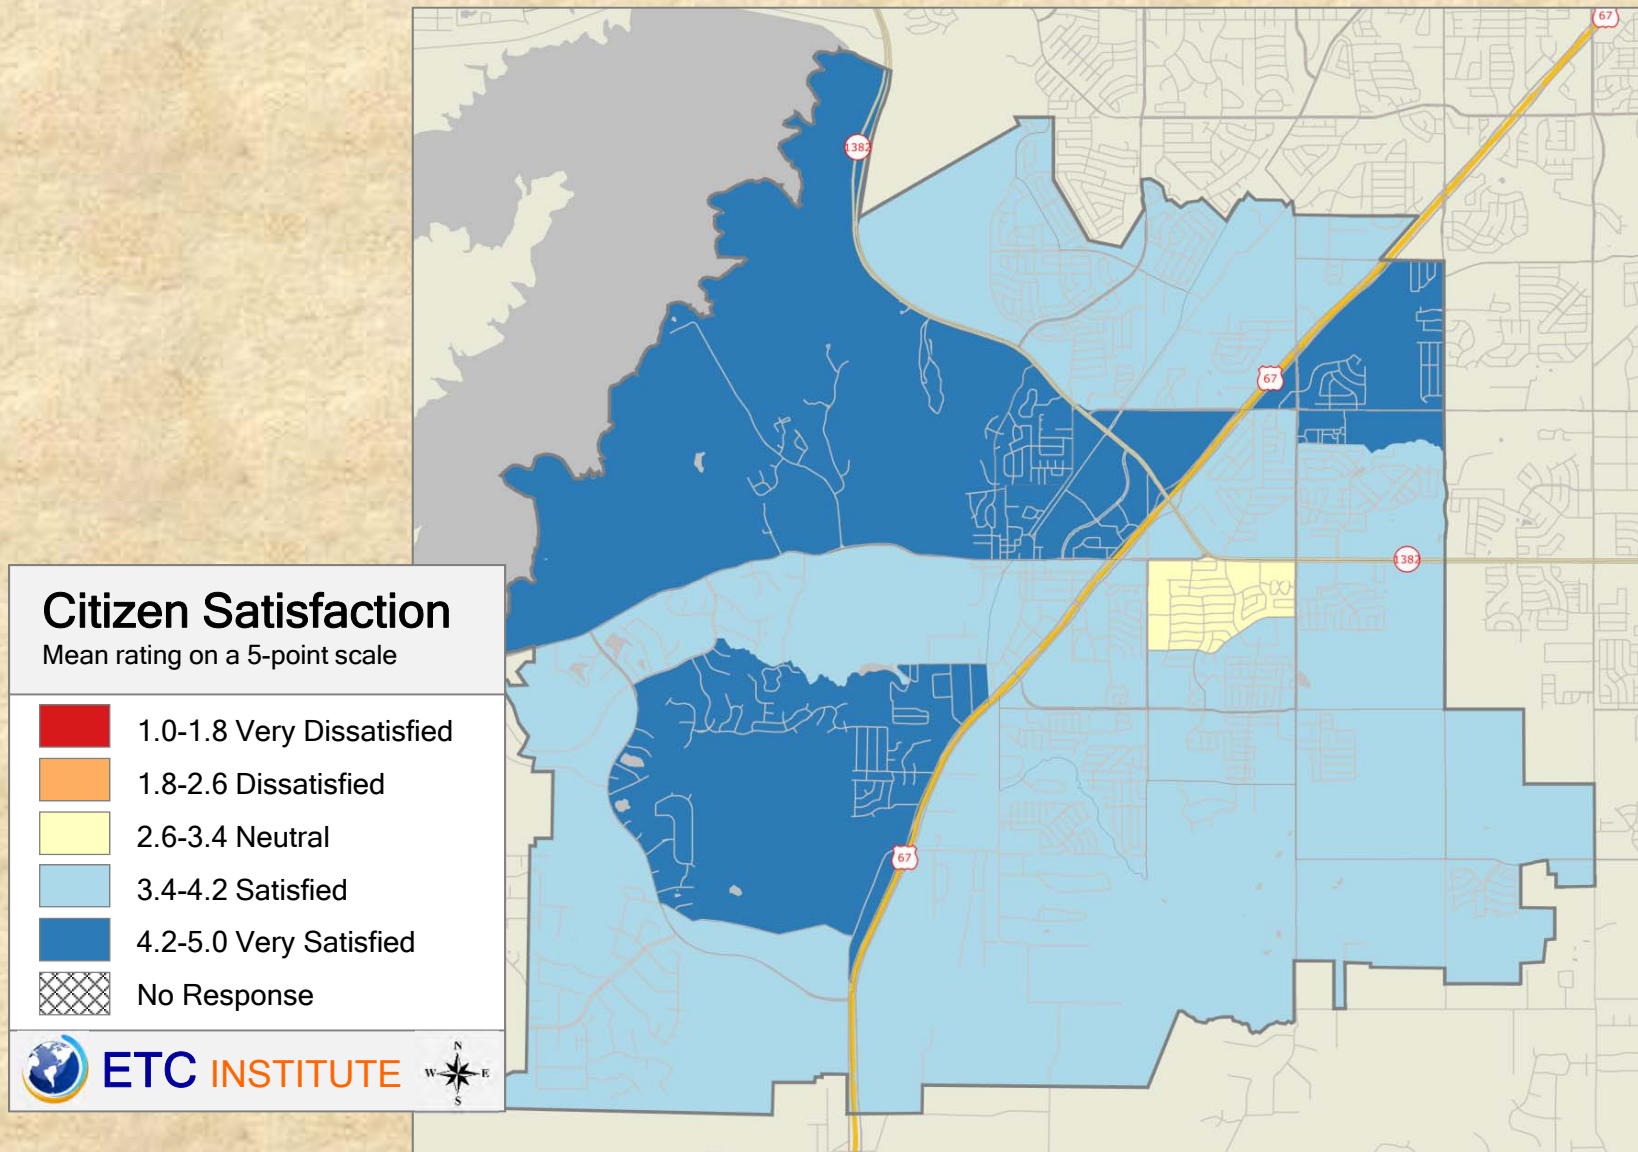 67
1382
67
1382
67
Citizen Satisfaction
Mean rating on a 5-point scale
1.0-1.8 Very Dissatisfied
1.8-2.6 Dissatisfied
2.6-3.4 Neutral
3.4-4.2 Satisfied
4.2-5.0 Very Satisfied
No Response
ETC INSTITUTE
N
W E
S